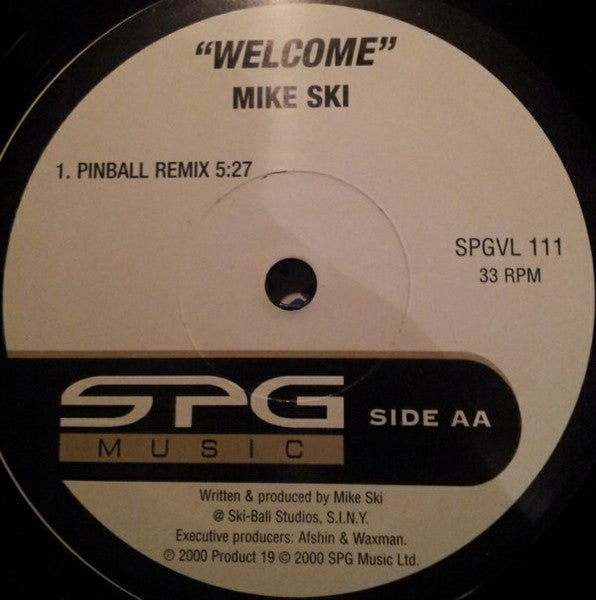 “WELCOME”
MIKE SKI
1. PINBALL REMIX 5:27
SPGVL 111
33 RPM
SPG
MUSIC
SIDE AA
Written & produced by Mike Ski
@ Ski-Ball Studios, S.I.N.Y.
Executive producers: Afshin & Waxman.
℗ 2000 Product 19 © 2000 SPG Music Ltd.